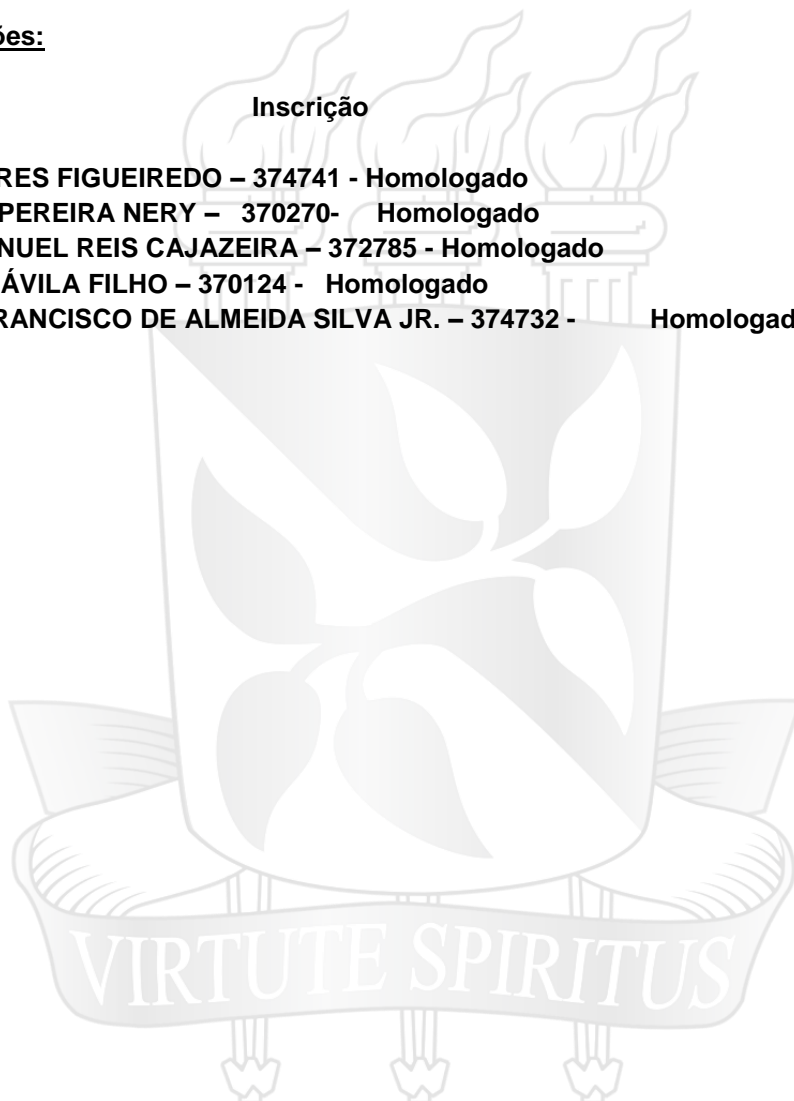 ões:
Inscrição
RES FIGUEIREDO – 374741 - Homologado
PEREIRA NERY – 370270- Homologado
NUEL REIS CAJAZEIRA – 372785 - Homologado
ÁVILA FILHO – 370124 - Homologado
RANCISCO DE ALMEIDA SILVA JR. – 374732 - Homologad
VIRTUTE SPIRITUS